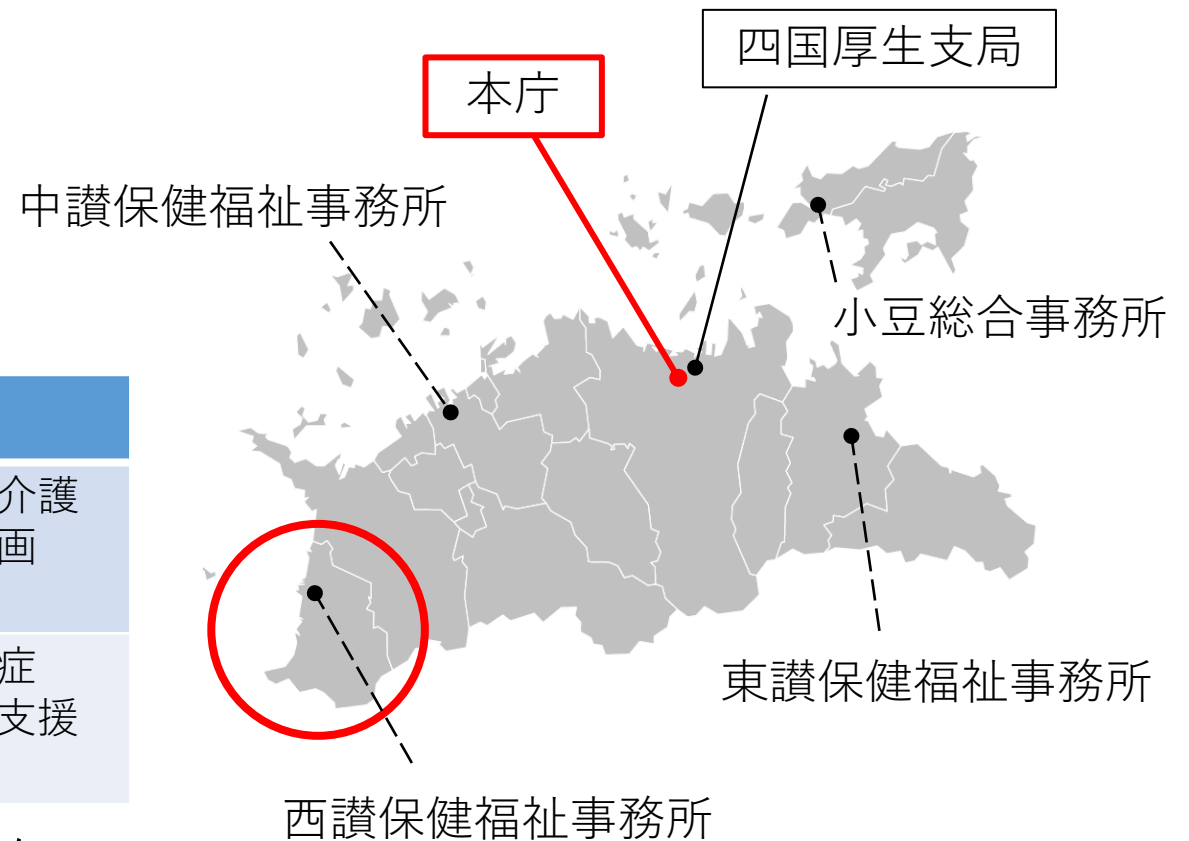 四国厚生支局
本庁
中讃保健福祉事務所
小豆総合事務所
介護
画
症
支援
東讃保健福祉事務所
西讃保健福祉事務所